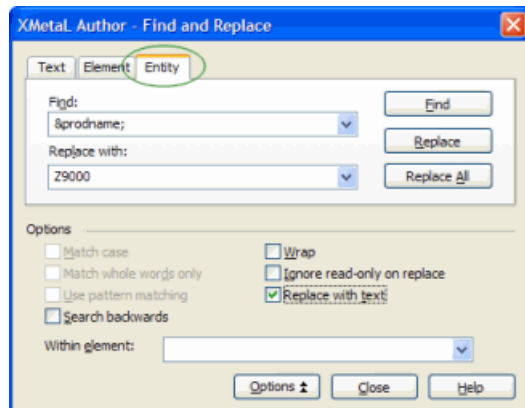 XMetaL Author - Find and Replace
Text Element Entity
Find:
&prodname;
Find
Replace with:
Replace
Z9000
Replace All
Options
Match case
Wrap
Match whole words only
Ignore read-only on replace
Use pattern matching
Replace with text
Search backwards
Within element:
Options
Close
Help